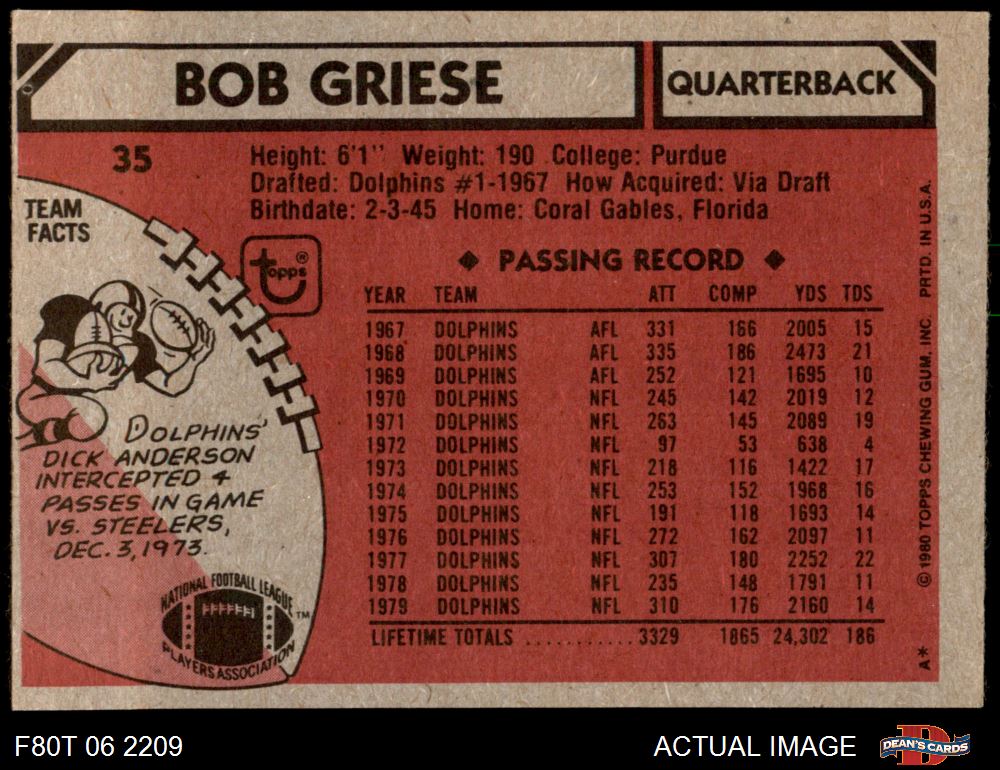 BOB GRIESE
QUARTERBACK
35
Height: 6'1" Weight: 190 College: Purdue
Drafted: Dolphins #1-1967 How Acquired: Via Draft
Birthdate: 2-3-45 Home: Coral Gables, Florida
TEAM
FACTS
topps®
DOLPHINS'
DICK ANDERSON
INTERCEPTED 4
PASSES IN GAME
VS. STEELERS,
DEC. 3, 1973.
NATIONAL FOOTBALL LEAGUE
PLAYERS ASSOCIATION
TM
◆ PASSING RECORD ◆
YEAR TEAM ATT COMP YDS TDS
1967 DOLPHINS AFL 331 166 2005 15
1968 DOLPHINS AFL 335 186 2473 21
1969 DOLPHINS AFL 252 121 1695 10
1970 DOLPHINS NFL 245 142 2019 12
1971 DOLPHINS NFL 263 145 2089 19
1972 DOLPHINS NFL 97 53 638 4
1973 DOLPHINS NFL 218 116 1422 17
1974 DOLPHINS NFL 253 152 1968 16
1975 DOLPHINS NFL 191 118 1693 14
1976 DOLPHINS NFL 272 162 2097 11
1977 DOLPHINS NFL 307 180 2252 22
1978 DOLPHINS NFL 235 148 1791 11
1979 DOLPHINS NFL 310 176 2160 14
LIFETIME TOTALS .......... 3329 1865 24,302 186
A* © 1980 TOPPS CHEWING GUM, INC. PRTD. IN U.S.A.
F80T 06 2209
ACTUAL IMAGE
D
DEAN'S CARDS